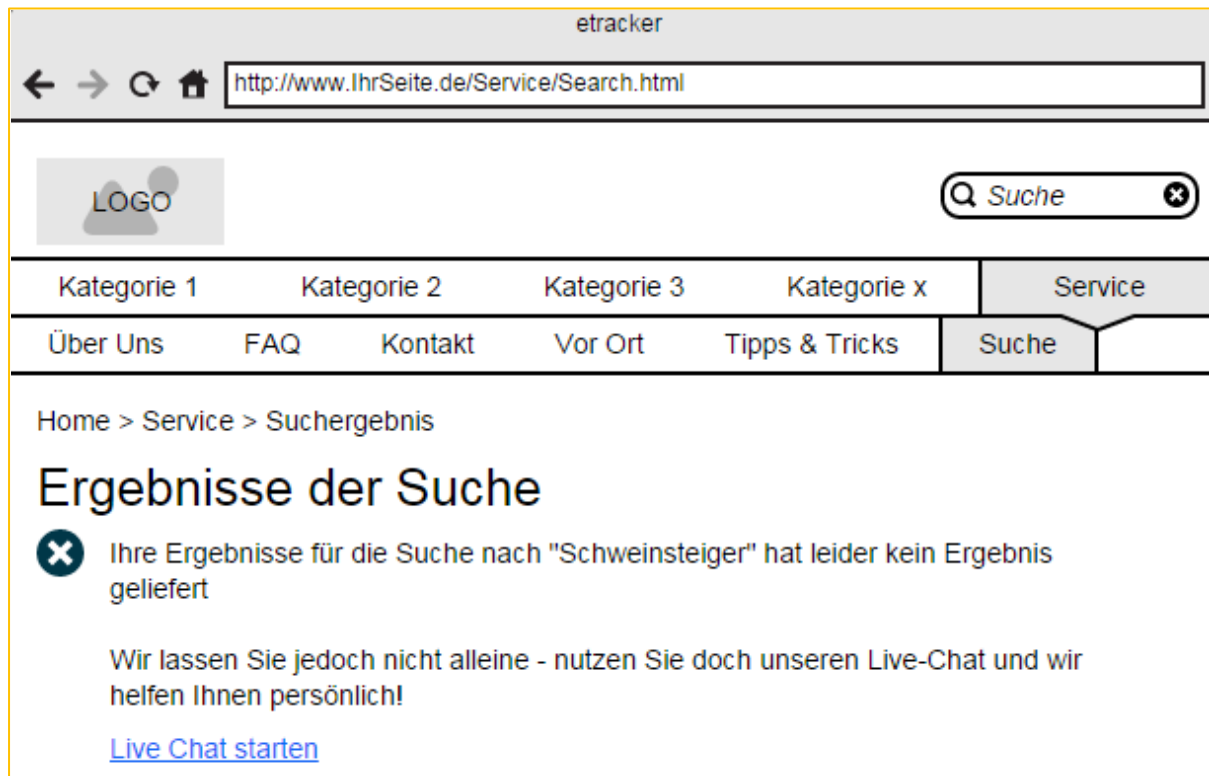 etracker
http://www.IhrSeite.de/Service/Search.html
LOGO
Suche
Kategorie 1 Kategorie 2 Kategorie 3 Kategorie x Service
Über Uns FAQ Kontakt Vor Ort Tipps & Tricks Suche
Home > Service > Suchergebnis
Ergebnisse der Suche
Ihre Ergebnisse für die Suche nach "Schweinsteiger" hat leider kein Ergebnis
geliefert
Wir lassen Sie jedoch nicht alleine - nutzen Sie doch unseren Live-Chat und wir
helfen Ihnen persönlich!
Live Chat starten